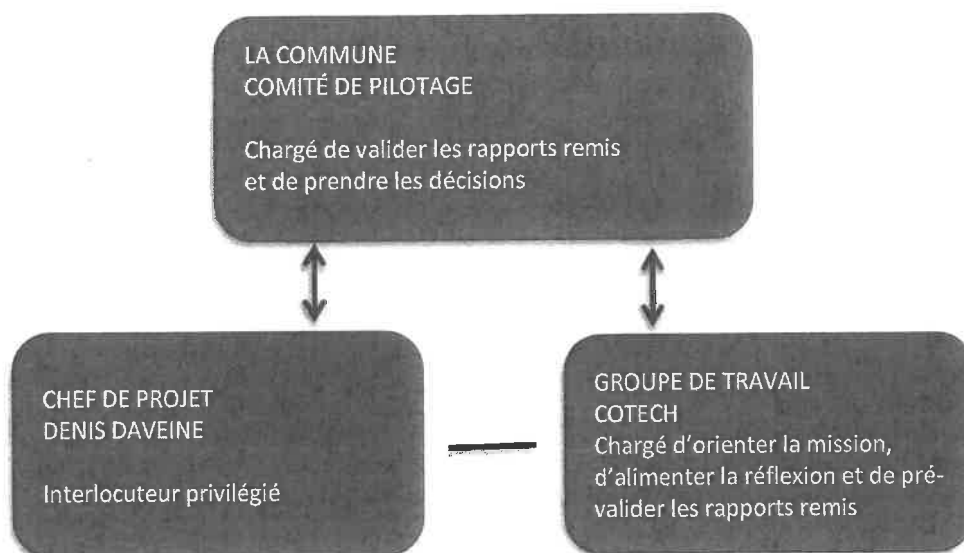 LA COMMUNE
COMITÉ DE PILOTAGE
Chargé de valider les rapports remis
et de prendre les décisions
CHEF DE PROJET
DENIS DAVEINE
Interlocuteur privilégié
GROUPE DE TRAVAIL
COTECH
Chargé d'orienter la mission,
d'alimenter la réflexion et de pré-
valider les rapports remis